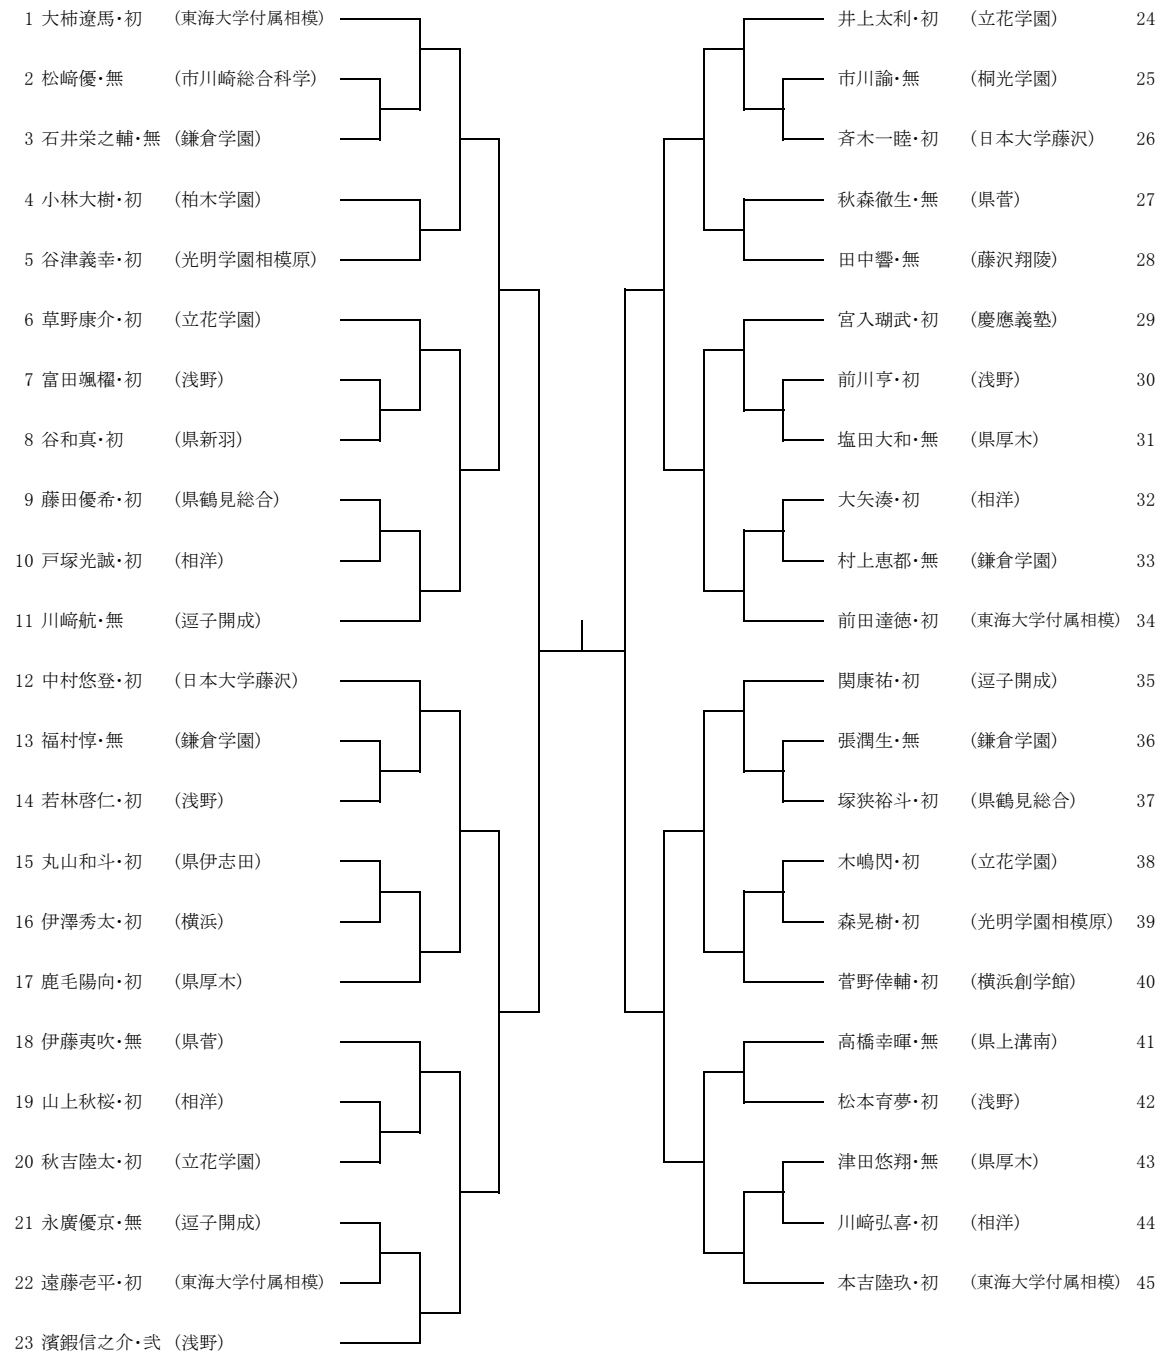 1 大柿遼馬・初 (東海大学付属相模)
2 松﨑優・無 (市川崎総合科学)
3 石井栄之輔・無 (鎌倉学園)
4 小林大樹・初 (柏木学園)
5 谷津義幸・初 (光明学園相模原)
6 草野康介・初 (立花学園)
7 富田颯櫂・初 (浅野)
8 谷和真・初 (県新羽)
9 藤田優希・初 (県鶴見総合)
10 戸塚光誠・初 (相洋)
11 川﨑航・無 (逗子開成)
12 中村悠登・初 (日本大学藤沢)
13 福村惇・無 (鎌倉学園)
14 若林啓仁・初 (浅野)
15 丸山和斗・初 (県伊志田)
16 伊澤秀太・初 (横浜)
17 鹿毛陽向・初 (県厚木)
18 伊藤夷吹・無 (県菅)
19 山上秋桜・初 (相洋)
20 秋吉陸太・初 (立花学園)
21 永廣優京・無 (逗子開成)
22 遠藤壱平・初 (東海大学付属相模)
23 濱鍜信之介・弐 (浅野)
井上太利・初 (立花学園) 24
市川諭・無 (桐光学園) 25
斉木一睦・初 (日本大学藤沢) 26
秋森徹生・無 (県菅) 27
田中響・無 (藤沢翔陵) 28
宮入瑚武・初 (慶應義塾) 29
前川亨・初 (浅野) 30
塩田大和・無 (県厚木) 31
大矢湊・初 (相洋) 32
村上恵都・無 (鎌倉学園) 33
前田達徳・初 (東海大学付属相模) 34
関康祐・初 (逗子開成) 35
張潤生・無 (鎌倉学園) 36
塚狭裕斗・初 (県鶴見総合) 37
木嶋閃・初 (立花学園) 38
森晃樹・初 (光明学園相模原) 39
菅野倖輔・初 (横浜創学館) 40
高橋幸暉・無 (県上溝南) 41
松本育夢・初 (浅野) 42
津田悠翔・無 (県厚木) 43
川﨑弘喜・初 (相洋) 44
本吉陸玖・初 (東海大学付属相模) 45